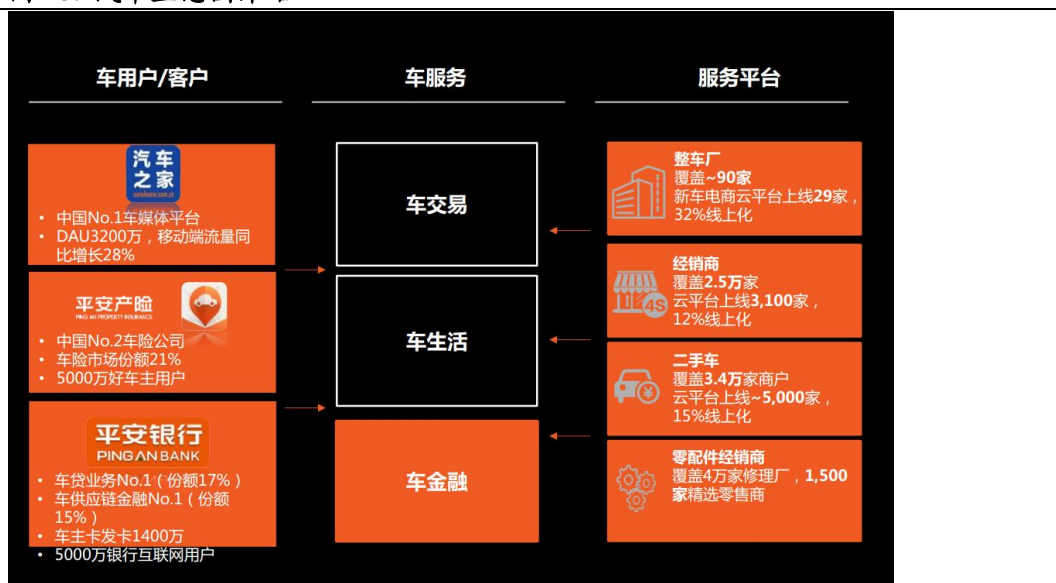 车用户/客户
车服务
服务平台
汽车
之家
autohome.com.cn
• 中国No.1车媒体平台
• DAU3200万，移动端流量同
比增长28%
平安产险
PING AN PROPERTY INSURANCE
• 中国No.2车险公司
• 车险市场份额21%
• 5000万好车主用户
平安银行
PINGAN BANK
• 车贷业务No.1（份额17%）
• 车供应链金融No.1（份额
15%）
• 车主卡发卡1400万
• 5000万银行互联网用户
车交易
车生活
车金融
整车厂
覆盖~90家
新车电商云平台上线29家，
32%线上化
4S
经销商
覆盖2.5万家
云平台上线3,100家，
12%线上化
¥
二手车
覆盖3.4万家商户
云平台上线~5,000家，
15%线上化
零配件经销商
覆盖4万家修理厂，1,500
家精选零售商